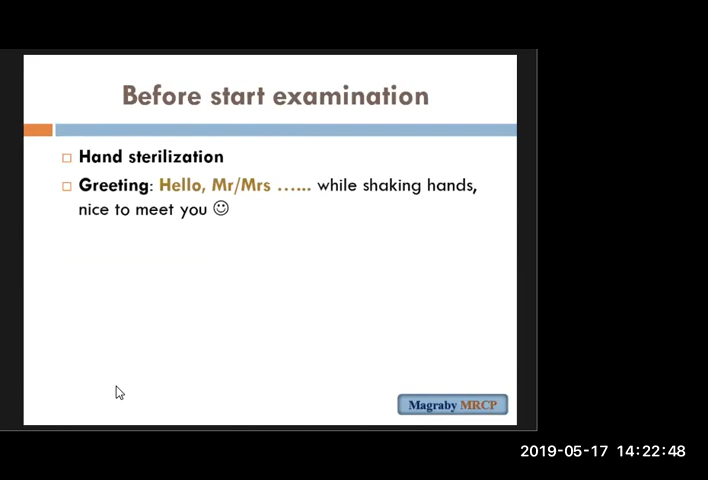 Before start examination
Hand sterilization
Greeting: Hello, Mr/Mrs …... while shaking hands,
nice to meet you ☺
Magraby MRCP
2019-05-17 14:22:48